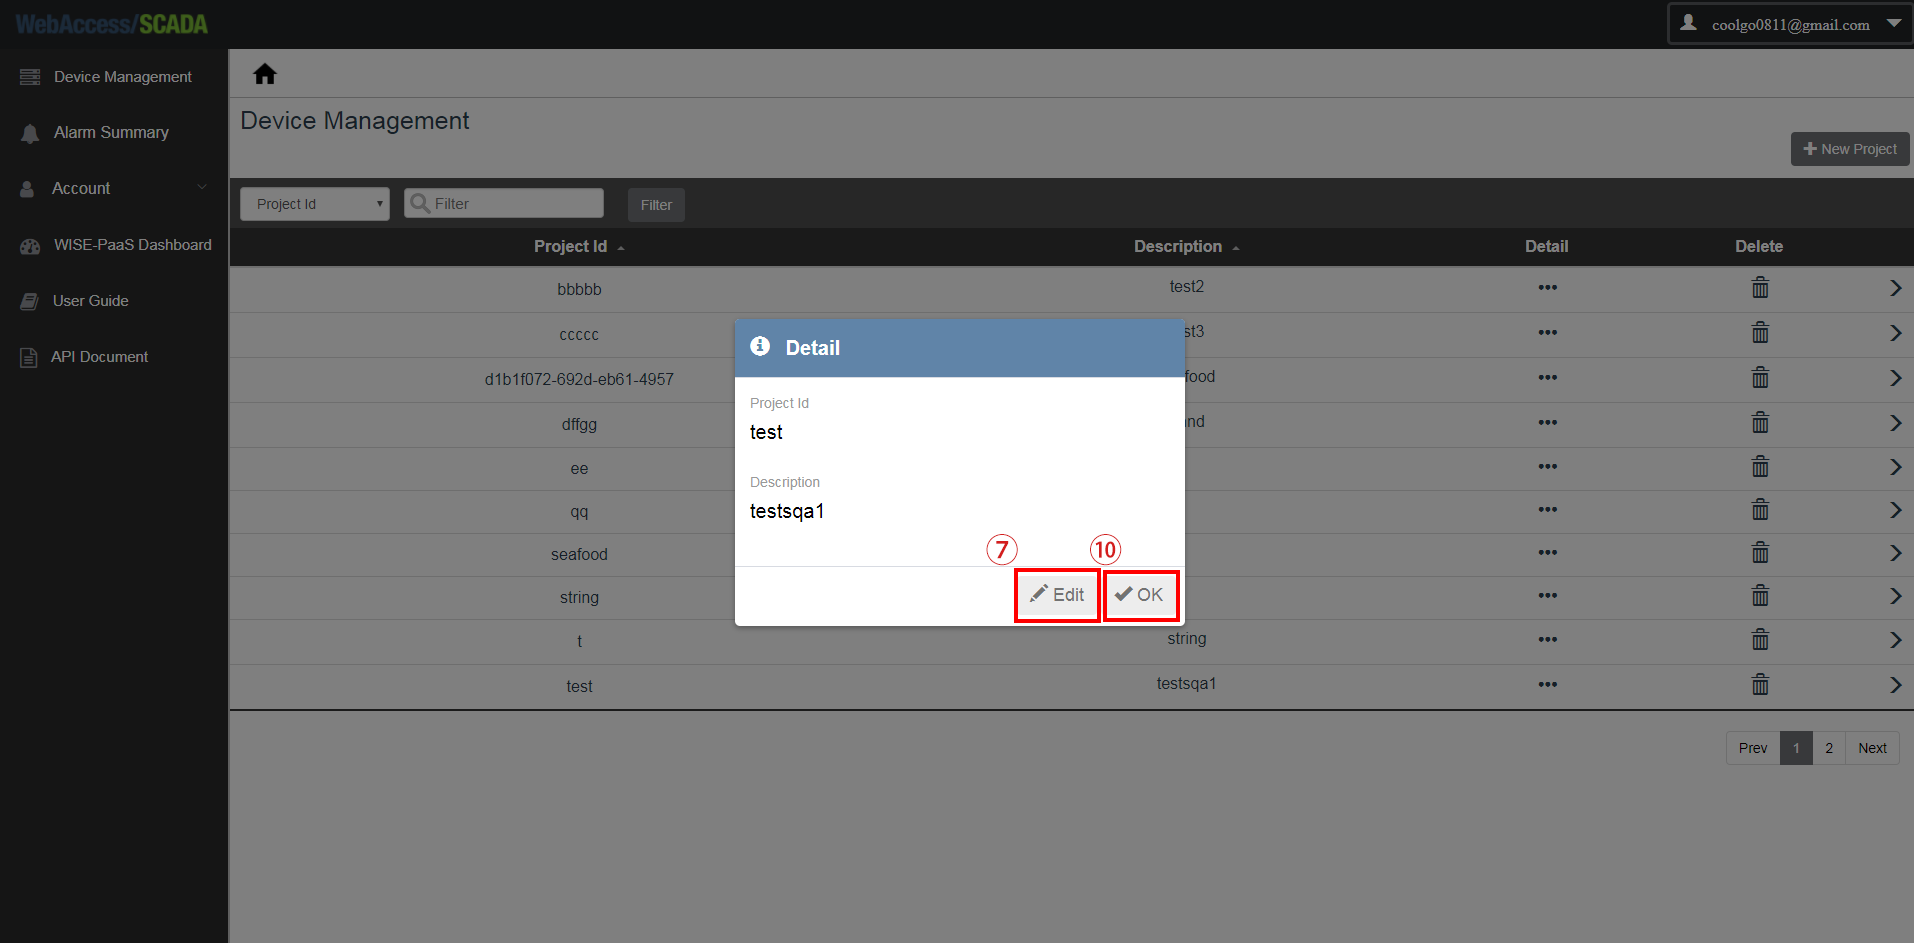 WebAccess/SCADA
coolgo0811@gmail.com
Device Management
Alarm Summary
Account
WISE-PaaS Dashboard
User Guide
API Document
Device Management
New Project
Project Id
Filter
Filter
Project Id Description Detail Delete
bbbbb test2
ccccc st3
d1b1f072-692d-eb61-4957 food
dffgg nd
ee
qq
seafood
string
t string
test testsqa1
Detail
Project Id
test
Description
testsqa1
⑦ ⑩
Edit OK
Prev 1 2 Next